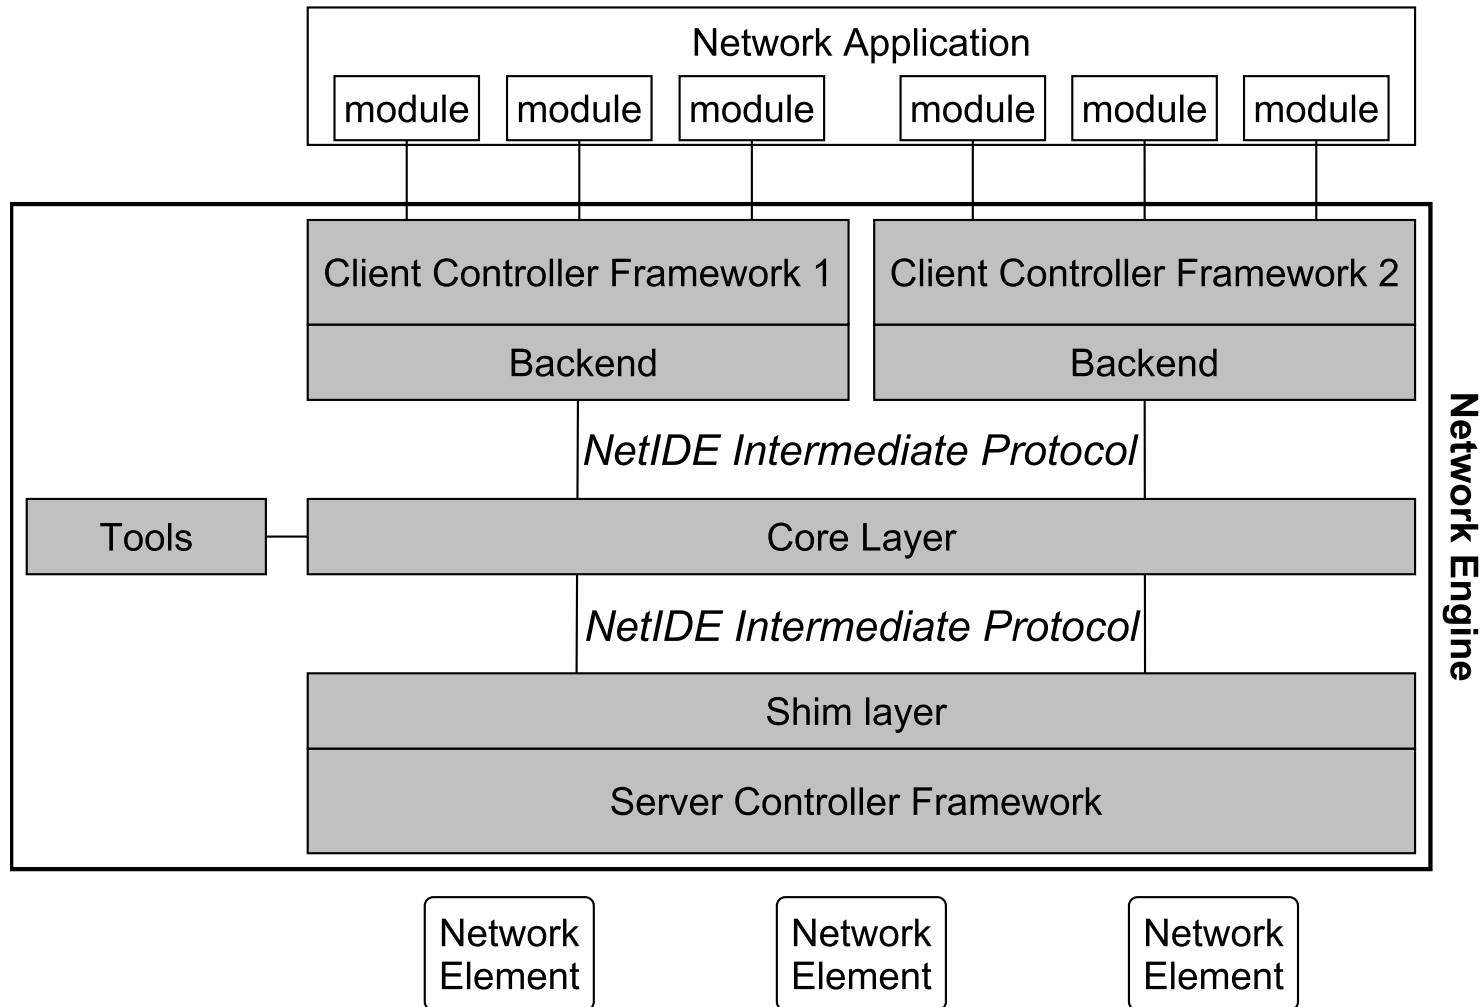 Network Application
module module module module module module
Client Controller Framework 1
Client Controller Framework 2
Backend
Backend
NetIDE Intermediate Protocol
Tools
Core Layer
NetIDE Intermediate Protocol
Shim layer
Server Controller Framework
Network Engine
Network
Element
Network
Element
Network
Element